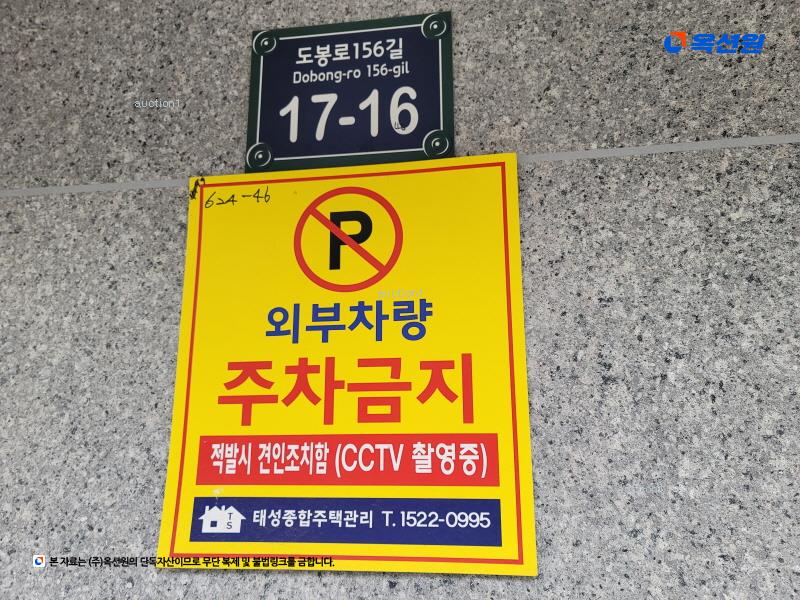 옥션원
도봉로156길
Dobong-ro 156-gil
17-16
auction1
624-46
P
auction1
외부차량
주차금지
적발시 견인조치함 (CCTV 촬영중)
TS 태성종합주택관리 T. 1522-0995
본 자료는 (주)옥션원의 단독자산이므로 무단 복제 및 불법링크를 금합니다.